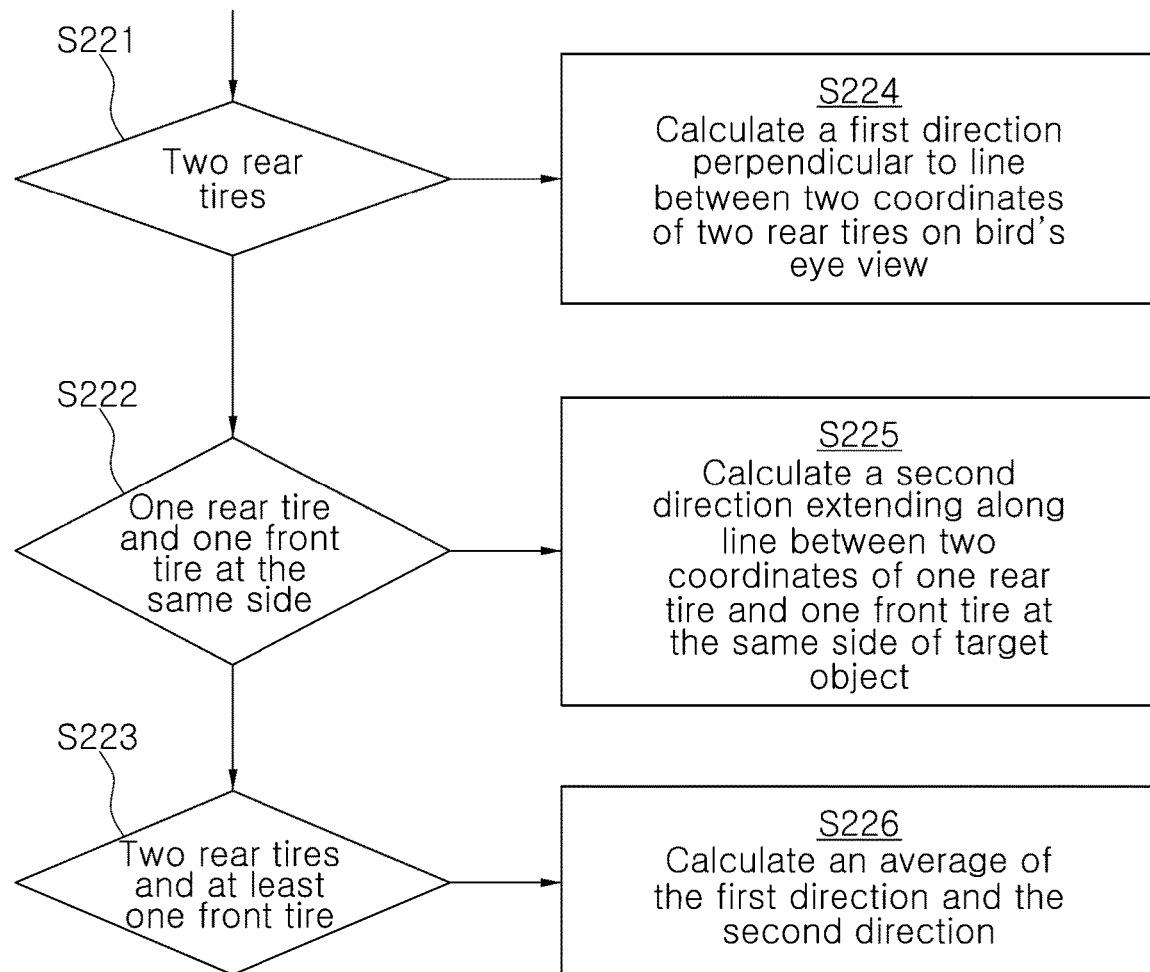 S221
Two rear
tires
S224
Calculate a first direction
perpendicular to line
between two coordinates
of two rear tires on bird's
eye view
S222
One rear tire
and one front
tire at the
same side
S225
Calculate a second
direction extending along
line between two
coordinates of one rear
tire and one front tire at
the same side of target
object
S223
Two rear tires
and at least
one front tire
S226
Calculate an average of
the first direction and the
second direction